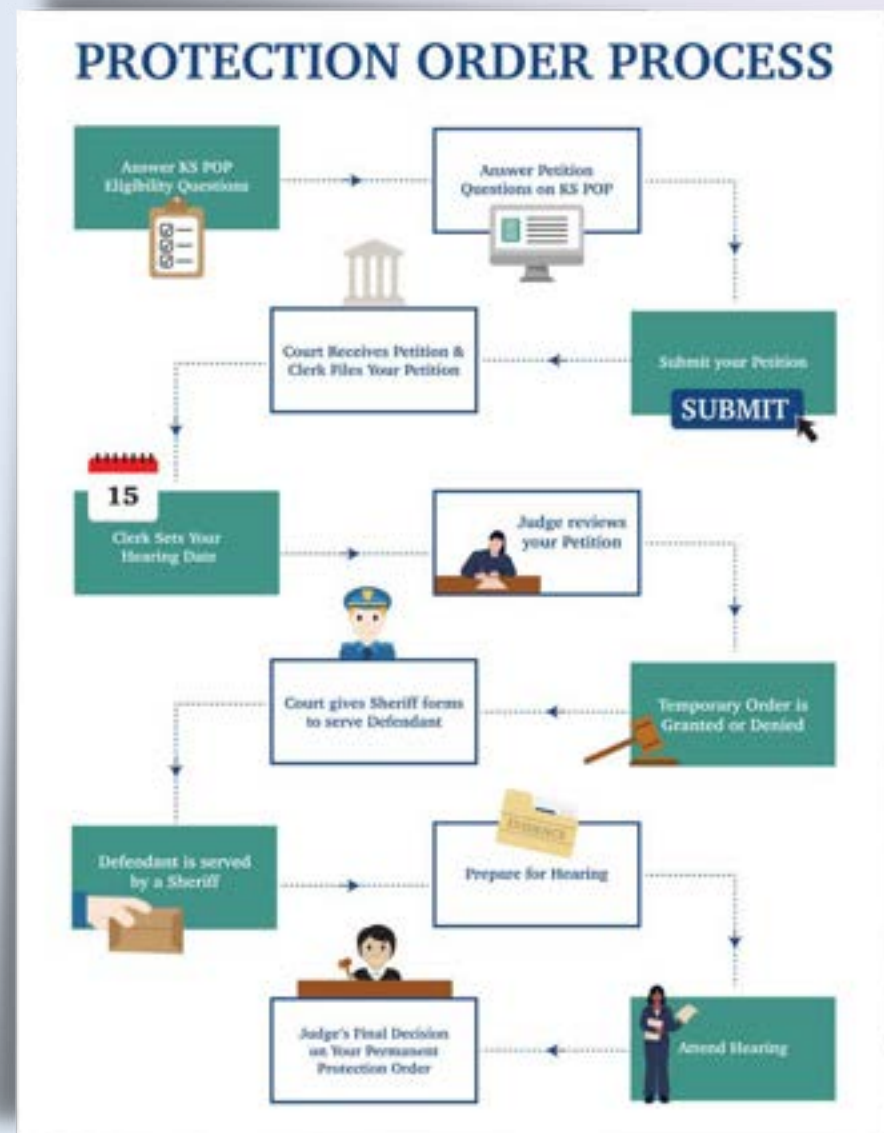 PROTECTION ORDER PROCESS
Answer KS POP
Eligibility Questions
Answer Petition
Questions on KS POP
Submit your Petition
SUBMIT
Court Receives Petition &
Clerk Files Your Petition
15
Clerk Sets Your
Hearing Date
Judge reviews
your Petition
Temporary Order is
Granted or Denied
Court gives Sheriff forms
to serve Defendant
Defendant is served
by a Sheriff
EVIDENCE
Prepare for Hearing
Attend Hearing
Judge's Final Decision
on Your Permanent
Protection Order